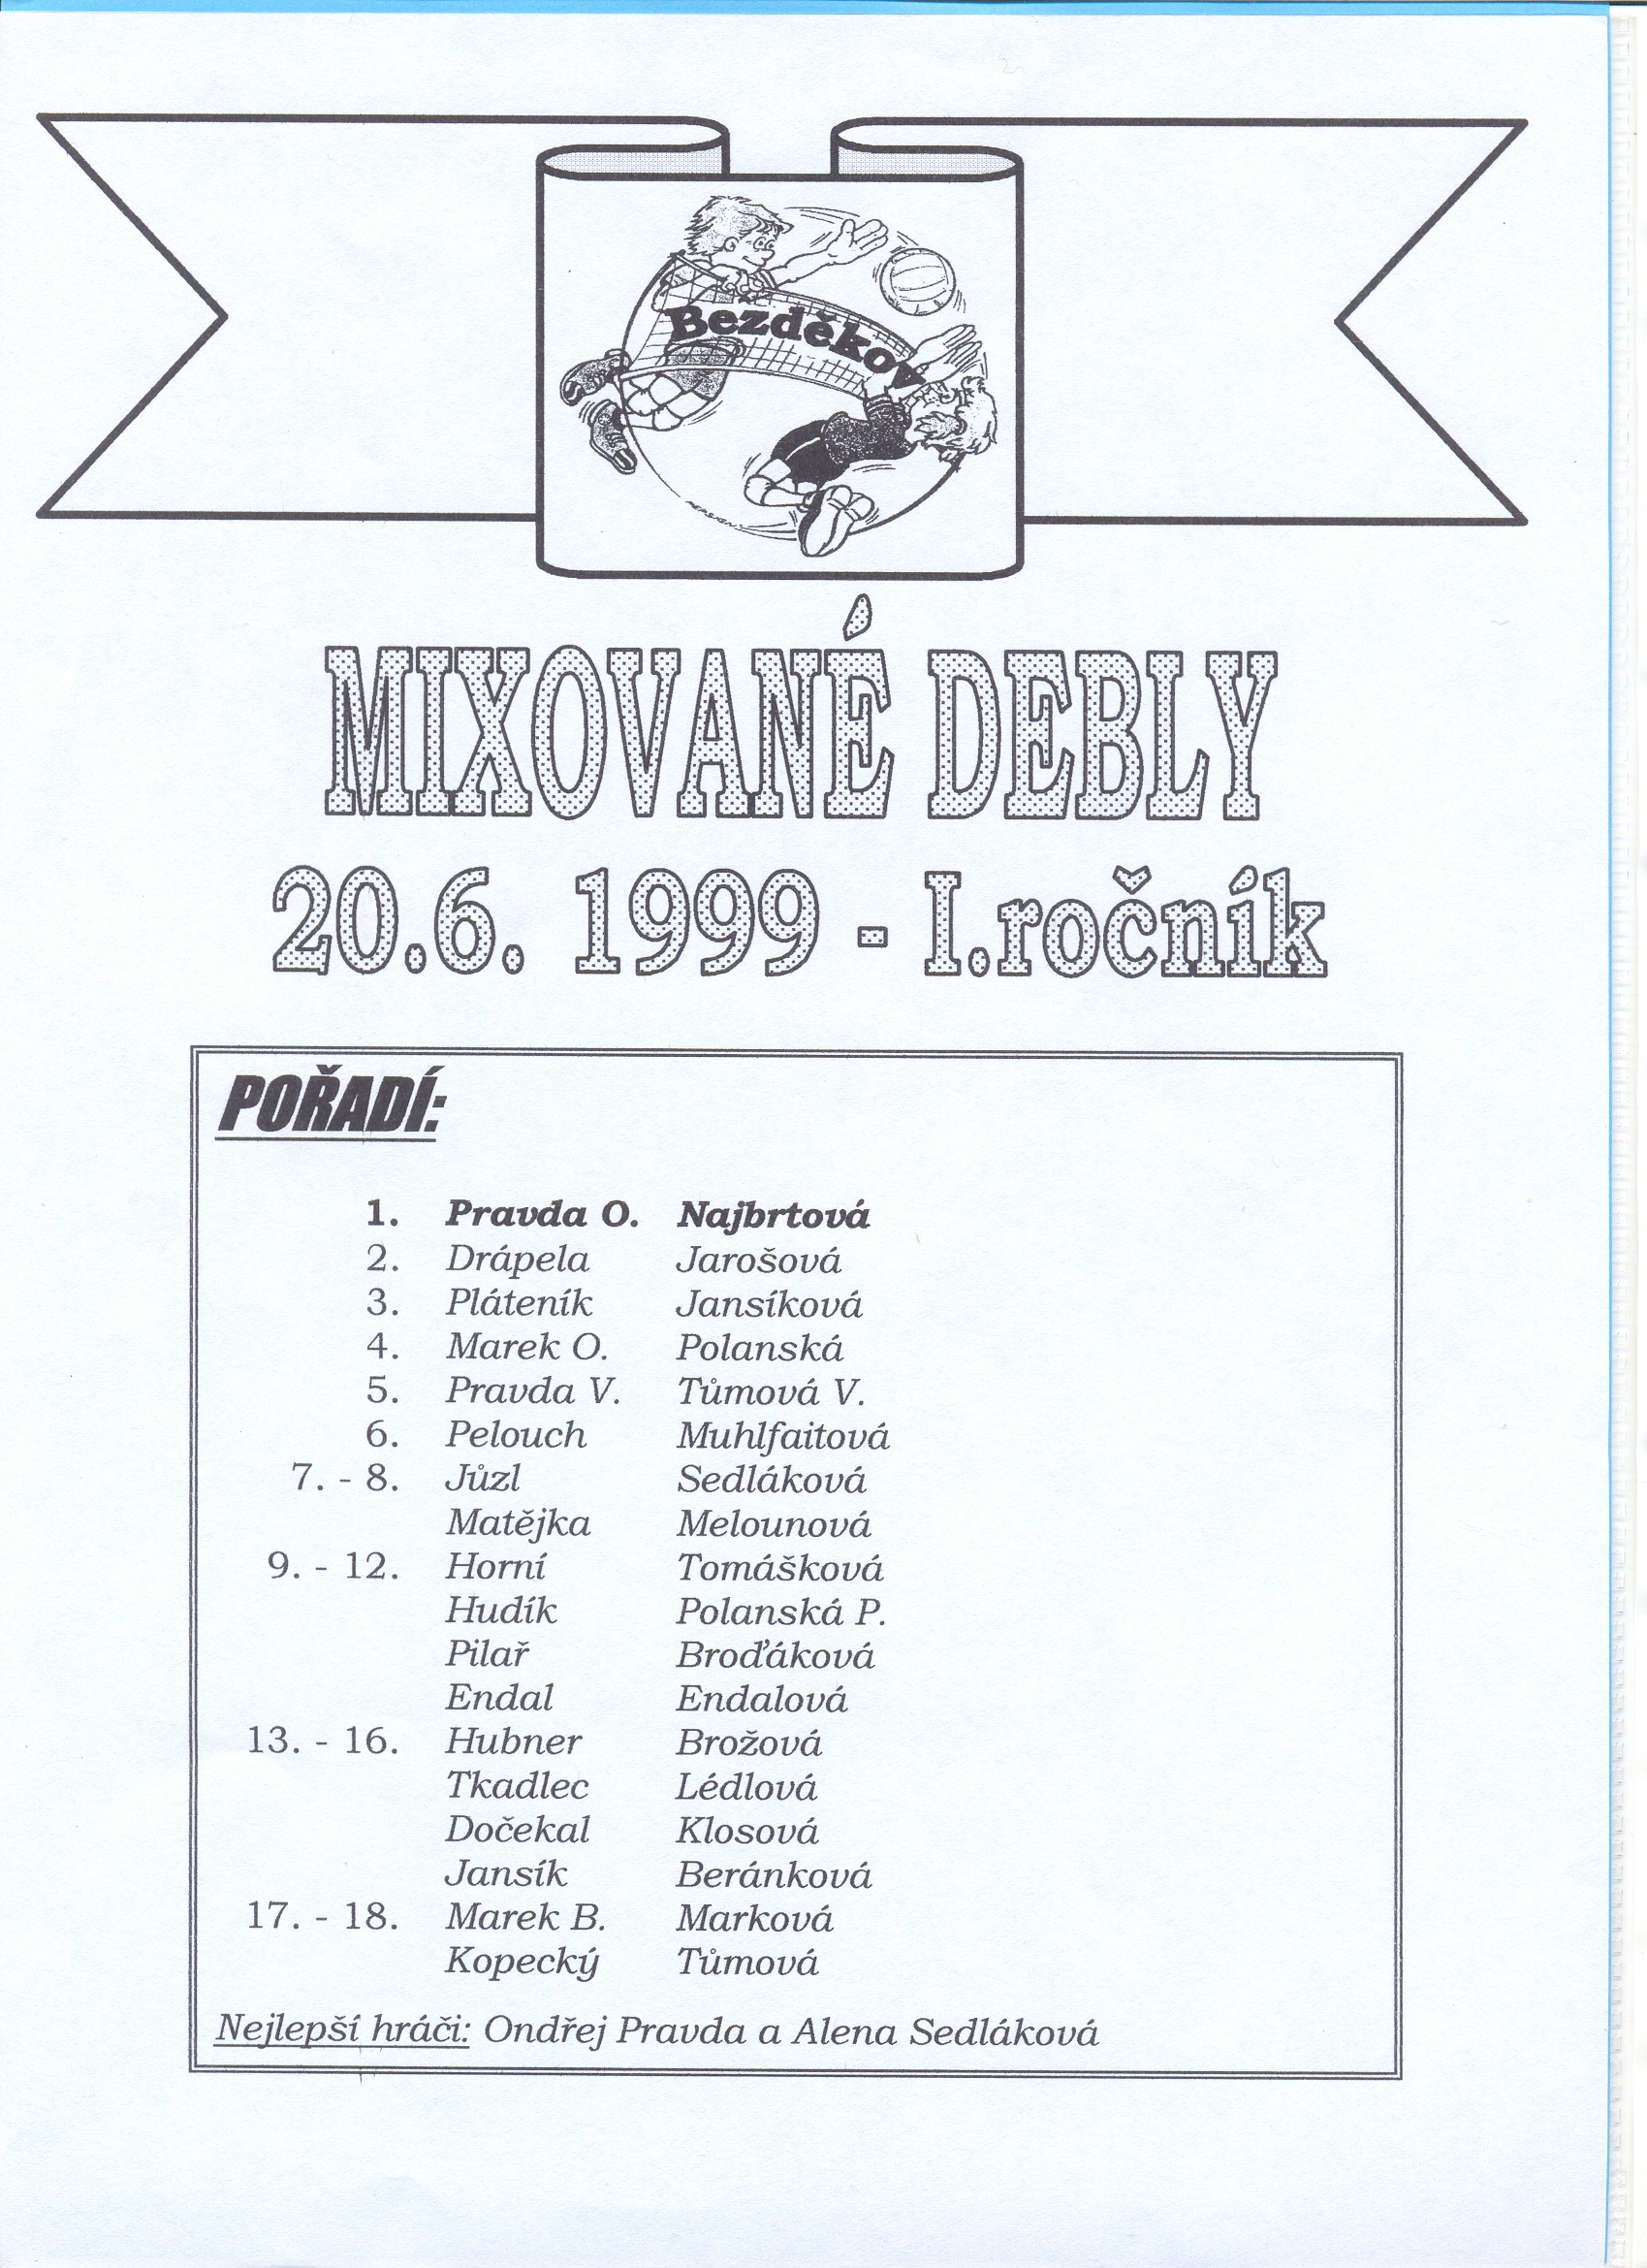 Bezděkov
MIXOVANÉ DEBLY
20.6. 1999 - I.ročník
POŘADÍ:
1. Pravda O. Najbrtová
2. Drápela Jarošová
3. Pláteník Jansíková
4. Marek O. Polanská
5. Pravda V. Tůmová V.
6. Pelouch Muhlfaitová
7. - 8. Jůzl Sedláková
Matějka Melounová
9. - 12. Horní Tomášková
Hudík Polanská P.
Pilař Broďáková
Endal Endalová
13. - 16. Hubner Brožová
Tkadlec Lédlová
Dočekal Klosová
Jansík Beránková
17. - 18. Marek B. Marková
Kopecký Tůmová
Nejlepší hráči: Ondřej Pravda a Alena Sedláková